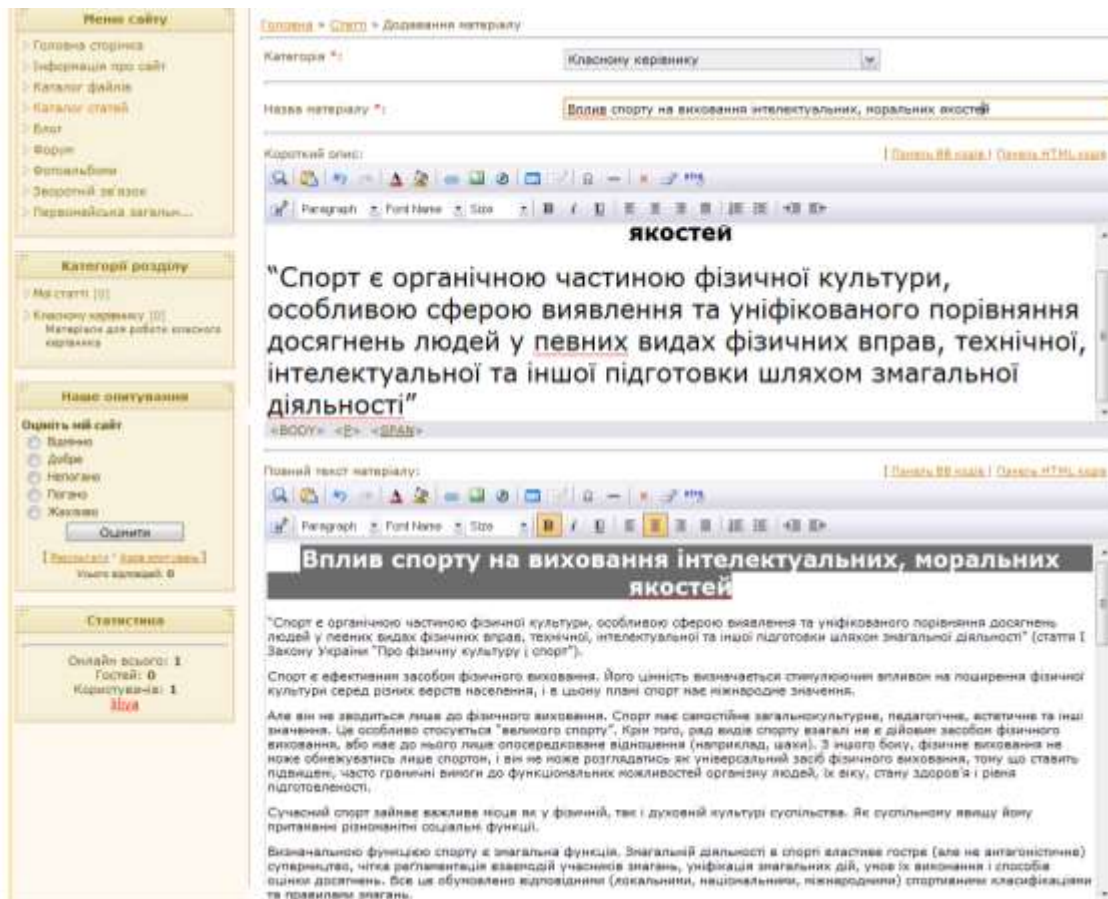 Меню сайту
Головна сторінка
Інформація про сайт
Каталог файлів
Каталог статей
Блог
Форум
Фотоальбоми
Зворотній зв'язок
Первомайська загальн...
Категорії розділу
Мої статті [0]
Класному керівнику [0]
Матеріали для роботи класного
керівника
Наше опитування
Оцініть мій сайт
Відмінно
Добре
Непогано
Погано
Жахливо
Оцінити
[ Результати · Архів опитувань ]
Усього відповідей: 0
Статистика
Онлайн всього: 1
Гостей: 0
Користувачів: 1
Головна » Статті » Додавання матеріалу
Категорія *:
Класному керівнику
Назва матеріалу *:
Вплив спорту на виховання інтелектуальних, моральних якостей
Короткий опис:
[ Панель BB кодів | Панель HTML кодів
Paragraph Font Name Size B I U
якостей
"Спорт є органічною частиною фізичної культури,
особливою сферою виявлення та уніфікованого порівняння
досягнень людей у певних видах фізичних вправ, технічної,
інтелектуальної та іншої підготовки шляхом змагальної
діяльності"
<BODY> <P> <SPAN>
Повний текст матеріалу:
[ Панель BB кодів | Панель HTML кодів
Paragraph Font Name Size B I U
Вплив спорту на виховання інтелектуальних, моральних
якостей
"Спорт є органічною частиною фізичної культури, особливою сферою виявлення та уніфікованого порівняння досягнень
людей у певних видах фізичних вправ, технічної, інтелектуальної та іншої підготовки шляхом змагальної діяльності" (стаття I
Закону України "Про фізичну культуру і спорт").
Спорт є ефективним засобом фізичного виховання. Його цінність визначається стимулюючим впливом на поширення фізичної
культури серед різних верств населення, і в цьому плані спорт має міжнародне значення.
Але він не зводиться лише до фізичного виховання. Спорт має самостійне загальнокультурне, педагогічне, естетичне та інші
значення. Це особливо стосується "великого спорту". Крім того, ряд видів спорту взагалі не є дійовим засобом фізичного
виховання, або має до нього лише опосередковане відношення (наприклад, шахи). З іншого боку, фізичне виховання не
може обмежуватись лише спортом, і він не може розглядатись як універсальний засіб фізичного виховання, тому що ставить
підвищені, часто граничні вимоги до функціональних можливостей організму людей, їх віку, стану здоров'я і рівня
підготовленості.
Сучасний спорт займає важливе місце як у фізичній, так і духовній культурі суспільства. Як суспільному явищу йому
притаманні різноманітні соціальні функції.
Визначальною функцією спорту є змагальна функція. Змагальній діяльності в спорті властиве гостре (але не антагоністичне)
суперництво, чітка регламентація взаємодій учасників змагань, уніфікація змагальних дій, умов їх виконання і способів
оцінки досягнень. Все це обумовлено відповідними (локальними, національними, міжнародними) спортивними класифікаціями
та правилами змагань.